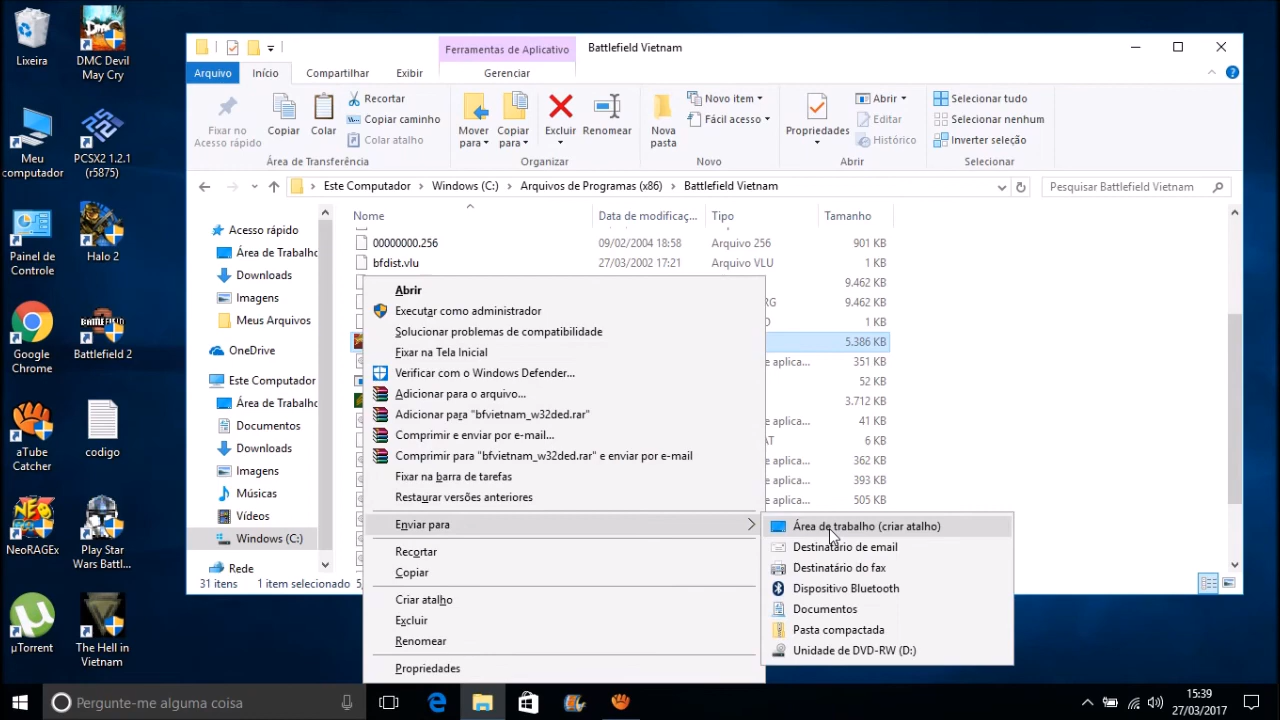 Lixeira
DMC Devil
May Cry
Meu
computador
PCSX2 1.2.1
(r5875)
Painel de
Controle
Halo 2
Google
Chrome
BATTLEFIELD
Battlefield 2
aTube
Catcher
codigo
NEO
NeoRAGEx
Play Star
Wars Battl...
µTorrent
The Hell in
Vietnam
Ferramentas de Aplicativo
Battlefield Vietnam
Arquivo
Início
Compartilhar
Exibir
Gerenciar
Fixar no
Acesso rápido
Copiar
Colar
Recortar
Copiar caminho
Colar atalho
Área de Transferência
Mover
para
Copiar
para
Excluir
Renomear
Organizar
Nova
pasta
Novo item
Fácil acesso
Novo
Propriedades
Abrir
Editar
Histórico
Abrir
Selecionar tudo
Selecionar nenhum
Inverter seleção
Selecionar
Este Computador
Windows (C:)
Arquivos de Programas (x86)
Battlefield Vietnam
Pesquisar Battlefield Vietnam
Acesso rápido
Área de Trabalho
Downloads
Imagens
Meus Arquivos
OneDrive
Este Computador
Área de Trabalho
Documentos
Downloads
Imagens
Músicas
Vídeos
Windows (C:)
Rede
Nome
Data de modificaç...
Tipo
Tamanho
00000000.256
09/02/2004 18:58
Arquivo 256
901 KB
bfdist.vlu
27/03/2002 17:21
Arquivo VLU
1 KB
9.462 KB
RG
9.462 KB
O
1 KB
5.386 KB
e aplica...
351 KB
52 KB
e aplica...
3.712 KB
e aplica...
41 KB
AT
6 KB
e aplica...
362 KB
e aplica...
393 KB
e aplica...
505 KB
31 itens
1 item selecionado
5,
Abrir
Executar como administrador
Solucionar problemas de compatibilidade
Fixar na Tela Inicial
Verificar com o Windows Defender...
Adicionar para o arquivo...
Adicionar para "bfvietnam_w32ded.rar"
Comprimir e enviar por e-mail...
Comprimir para "bfvietnam_w32ded.rar" e enviar por e-mail
Fixar na barra de tarefas
Restaurar versões anteriores
Enviar para
Recortar
Copiar
Criar atalho
Excluir
Renomear
Propriedades
Área de trabalho (criar atalho)
Destinatário de email
Destinatário do fax
Dispositivo Bluetooth
Documentos
Pasta compactada
Unidade de DVD-RW (D:)
Pergunte-me alguma coisa
15:39
27/03/2017